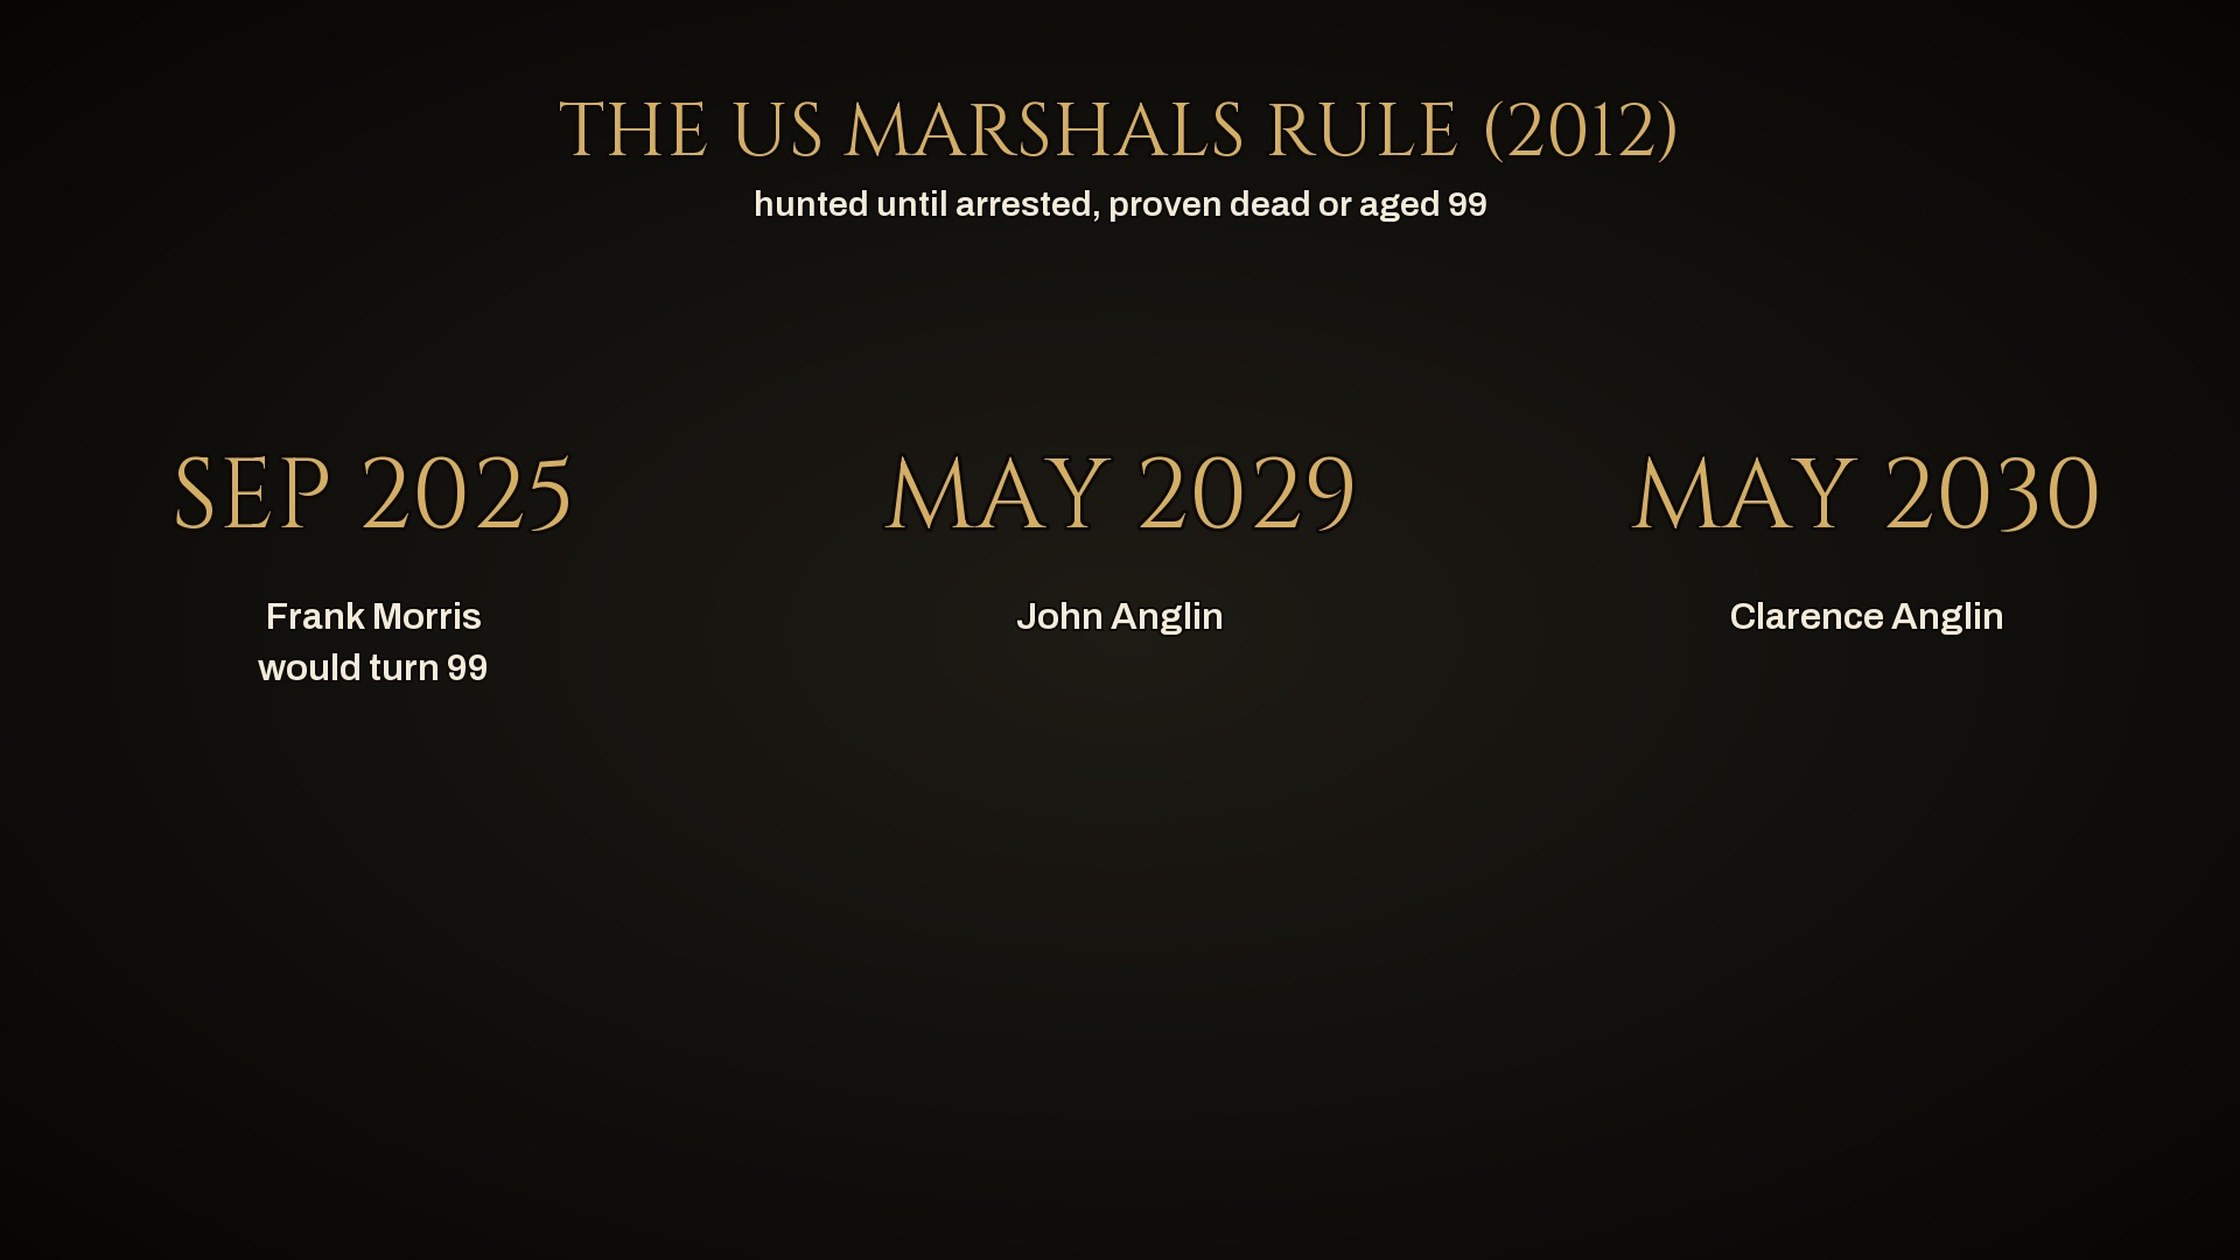 THE US MARSHALS RULE (2012)
hunted until arrested, proven dead or aged 99
SEP 2025
Frank Morris
would turn 99
MAY 2029
John Anglin
MAY 2030
Clarence Anglin